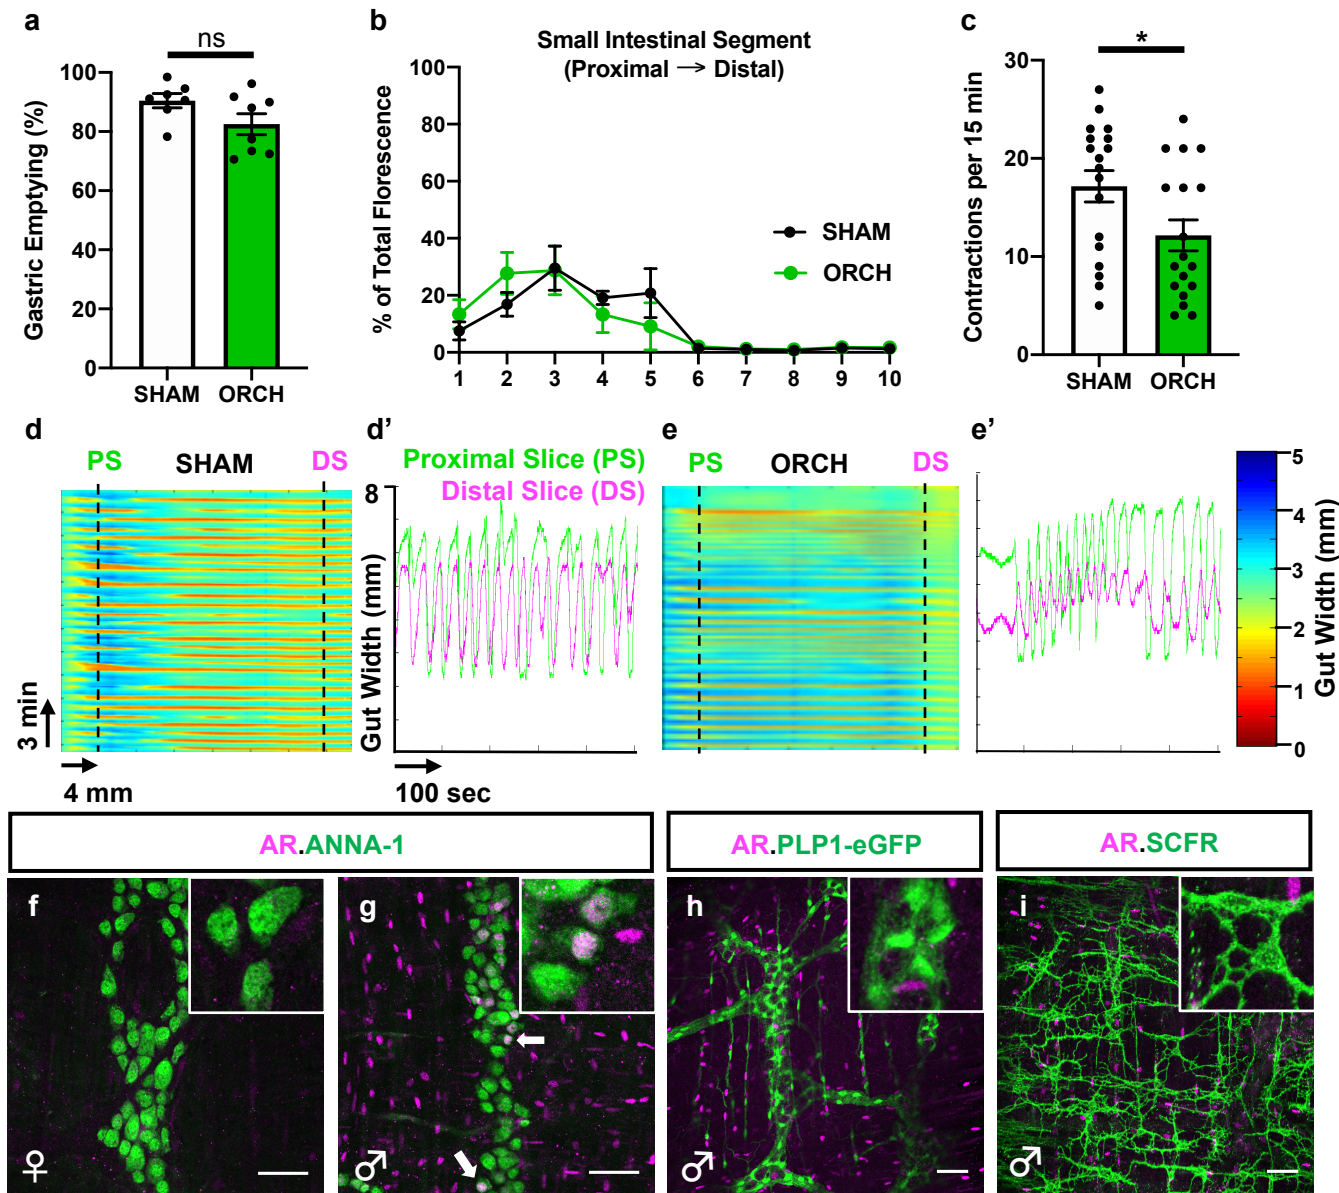 a
ns
Gastric Emptying (%)
100
80
60
40
20
0
SHAM ORCH
b
Small Intestinal Segment
(Proximal → Distal)
% of Total Florescence
100
80
60
40
20
0
1 2 3 4 5 6 7 8 9 10
SHAM
ORCH
c
*
Contractions per 15 min
30
20
10
0
SHAM ORCH
d
PS SHAM DS
3 min
4 mm
d’
Proximal Slice (PS)
Distal Slice (DS)
8
Gut Width (mm)
0
100 sec
e
PS ORCH DS
e’
5
4
3
2
1
0
Gut Width (mm)
AR.ANNA-1
AR.PLP1-eGFP
AR.SCFR
f
♀
g
♂
h
♂
i
♂